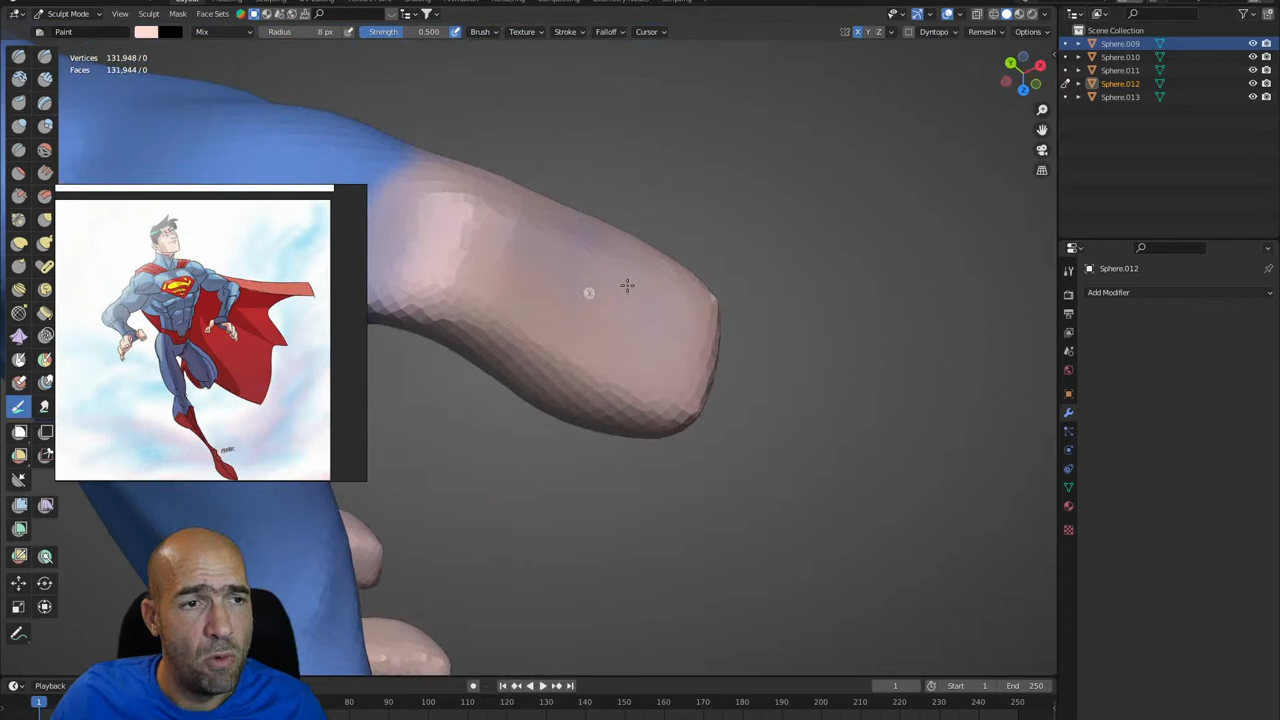 Layout
Sculpt Mode View Sculpt Mask Face Sets
Paint Mix Radius 8 px Strength 0.500 Brush Texture Stroke Falloff Cursor X Y Z Dyntopo Remesh Options
Vertices 131,948 / 0
Faces 131,944 / 0
Y X Z
S
Scene Collection
Sphere.009
Sphere.010
Sphere.011
Sphere.012
Sphere.013
Sphere.012
Add Modifier
Playback 1 Start 1 End 250
1 80 90 100 110 120 130 140 150 160 170 180 190 200 210 220 230 240 250